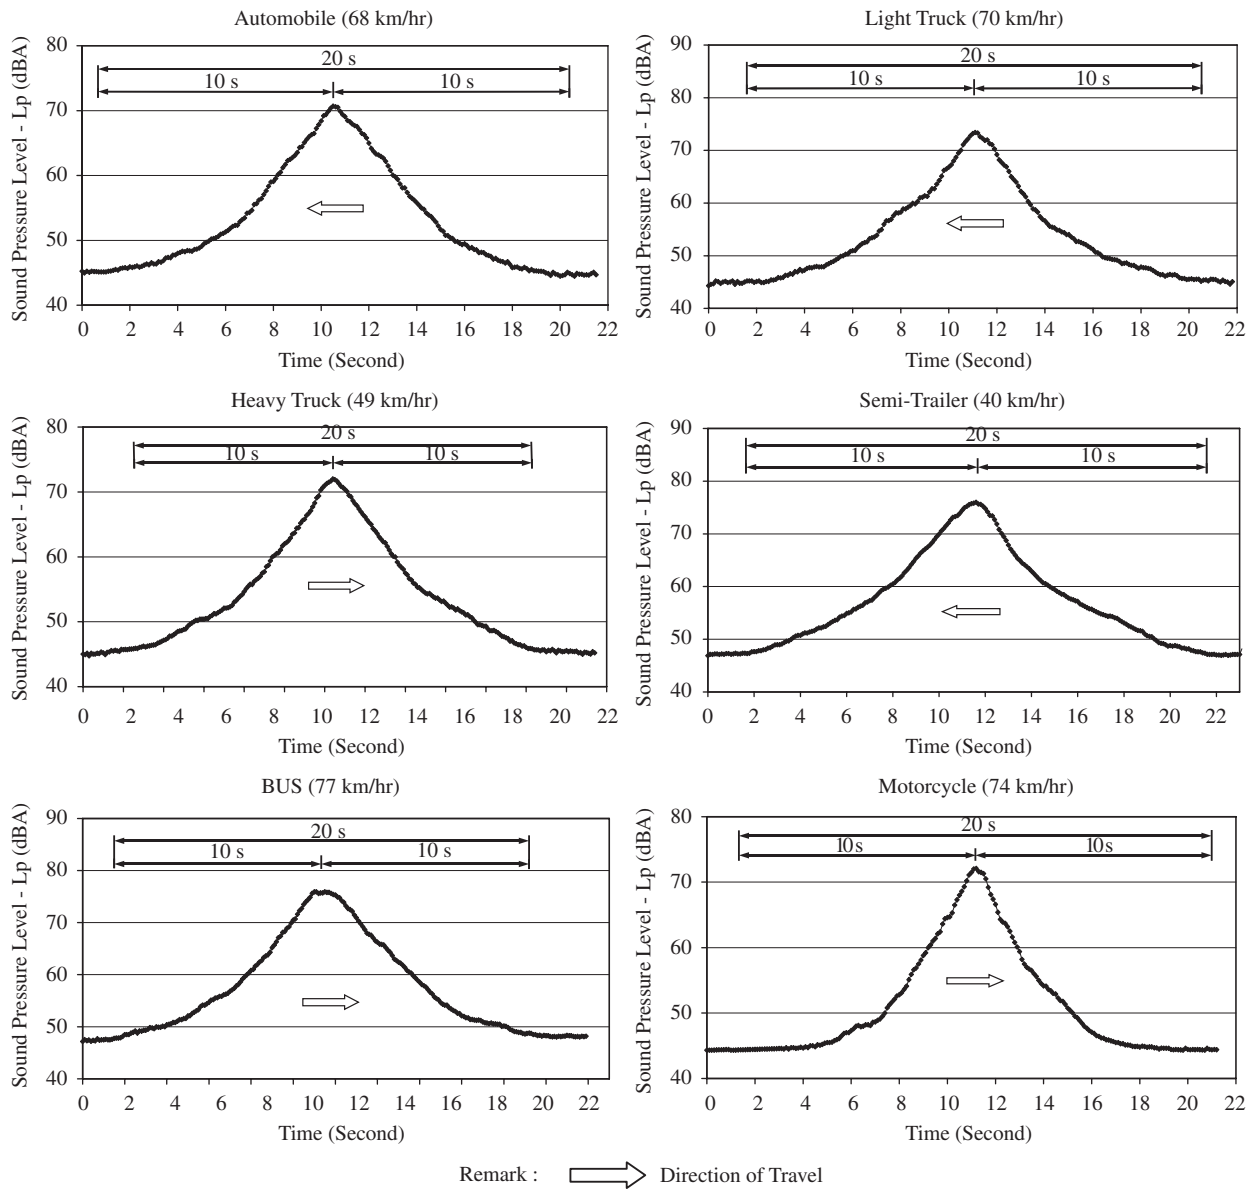 Automobile (68 km/hr)
Sound Pressure Level - Lp (dBA)
80
70
60
50
40
20 s
10 s 10 s
0 2 4 6 8 10 12 14 16 18 20 22
Time (Second)
Light Truck (70 km/hr)
Sound Pressure Level - Lp (dBA)
90
80
70
60
50
40
20 s
10 s 10 s
0 2 4 6 8 10 12 14 16 18 20 22
Time (Second)
Heavy Truck (49 km/hr)
Sound Pressure Level - Lp (dBA)
80
70
60
50
40
20 s
10 s 10 s
0 2 4 6 8 10 12 14 16 18 20 22
Time (Second)
Semi-Trailer (40 km/hr)
Sound Pressure Level - Lp (dBA)
90
80
70
60
50
40
20 s
10 s 10 s
0 2 4 6 8 10 12 14 16 18 20 22
Time (Second)
BUS (77 km/hr)
Sound Pressure Level - Lp (dBA)
90
80
70
60
50
40
20 s
10 s 10 s
0 2 4 6 8 10 12 14 16 18 20 22
Time (Second)
Motorcycle (74 km/hr)
Sound Pressure Level - Lp (dBA)
80
70
60
50
40
20 s
10s 10s
0 2 4 6 8 10 12 14 16 18 20 22
Time (Second)
Remark : Direction of Travel